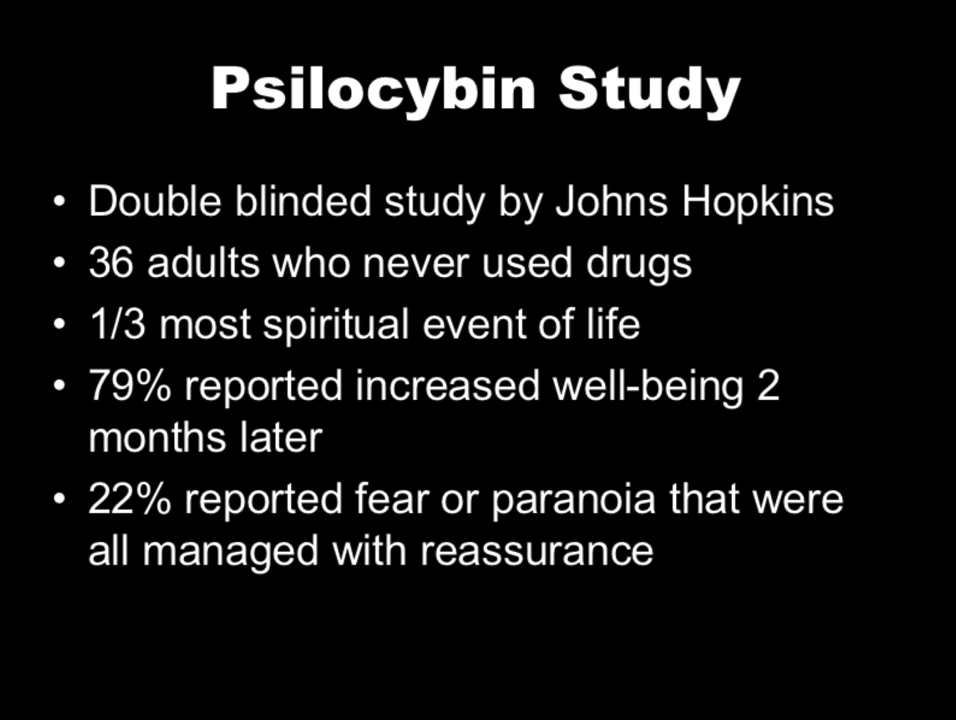 Psilocybin Study
• Double blinded study by Johns Hopkins
• 36 adults who never used drugs
• 1/3 most spiritual event of life
• 79% reported increased well-being 2
months later
• 22% reported fear or paranoia that were
all managed with reassurance